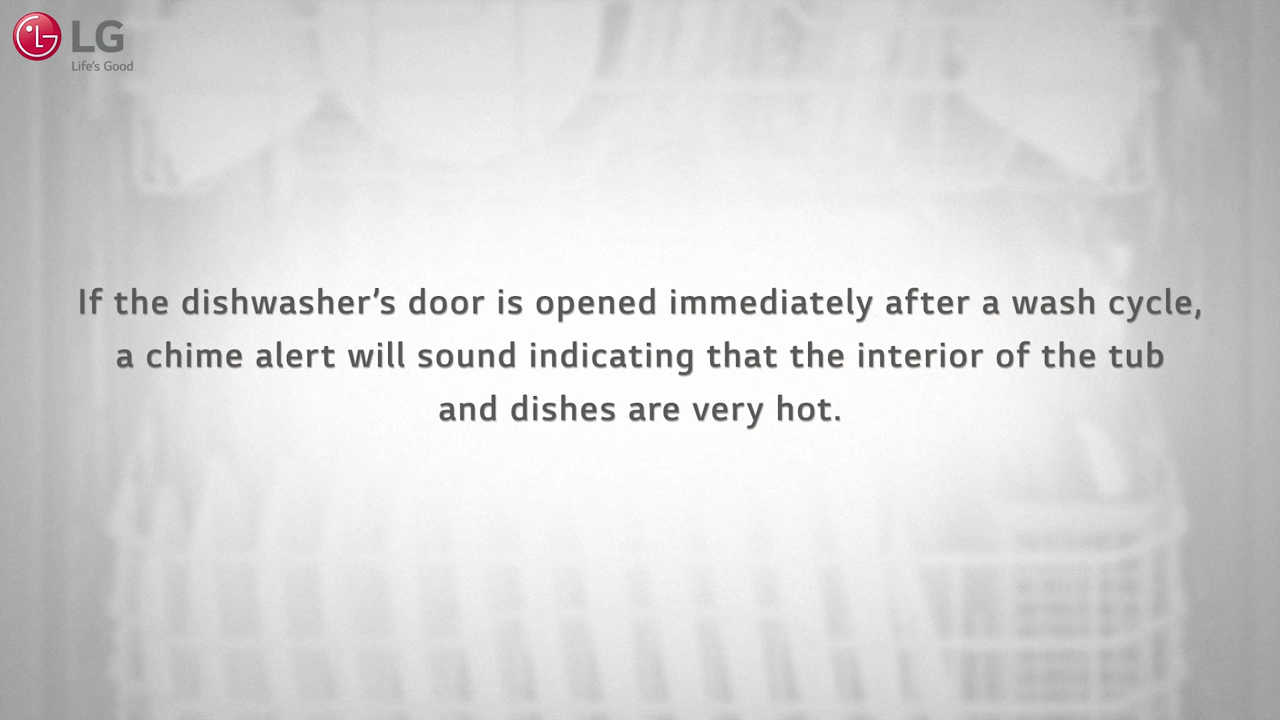 LG
Life's Good
If the dishwasher’s door is opened immediately after a wash cycle,
a chime alert will sound indicating that the interior of the tub
and dishes are very hot.